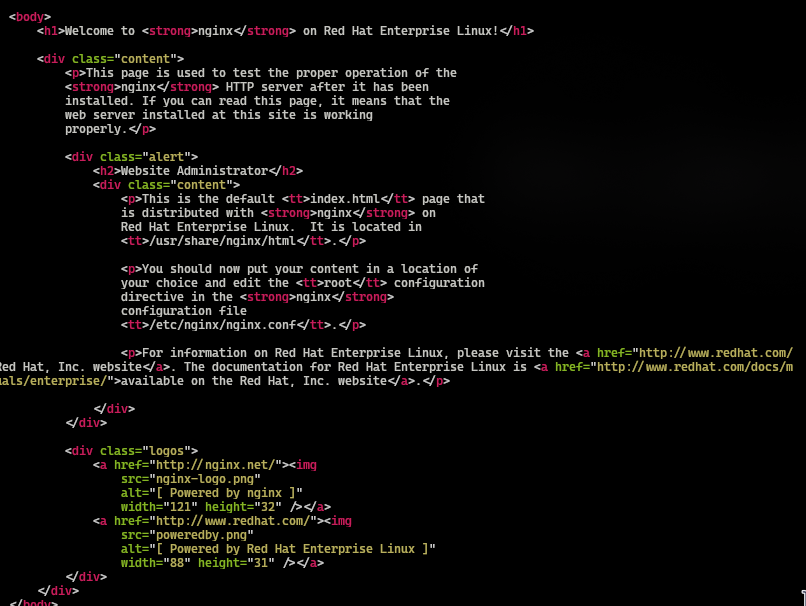 <body>
    <h1>Welcome to <strong>nginx</strong> on Red Hat Enterprise Linux!</h1>

    <div class="content">
        <p>This page is used to test the proper operation of the
        <strong>nginx</strong> HTTP server after it has been
        installed. If you can read this page, it means that the
        web server installed at this site is working
        properly.</p>

        <div class="alert">
            <h2>Website Administrator</h2>
            <div class="content">
                <p>This is the default <tt>index.html</tt> page that
                is distributed with <strong>nginx</strong> on
                Red Hat Enterprise Linux.  It is located in
                <tt>/usr/share/nginx/html</tt>.</p>

                <p>You should now put your content in a location of
                your choice and edit the <tt>root</tt> configuration
                directive in the <strong>nginx</strong>
                configuration file
                <tt>/etc/nginx/nginx.conf</tt>.</p>

                <p>For information on Red Hat Enterprise Linux, please visit the <a href="http://www.redhat.com/
Red Hat, Inc. website</a>. The documentation for Red Hat Enterprise Linux is <a href="http://www.redhat.com/docs/m
uals/enterprise/">available on the Red Hat, Inc. website</a>.</p>

            </div>
        </div>

        <div class="logos">
            <a href="http://nginx.net/"><img
                src="nginx-logo.png"
                alt="[ Powered by nginx ]"
                width="121" height="32" /></a>
            <a href="http://www.redhat.com/"><img
                src="poweredby.png"
                alt="[ Powered by Red Hat Enterprise Linux ]"
                width="88" height="31" /></a>
        </div>
    </div>
</body>